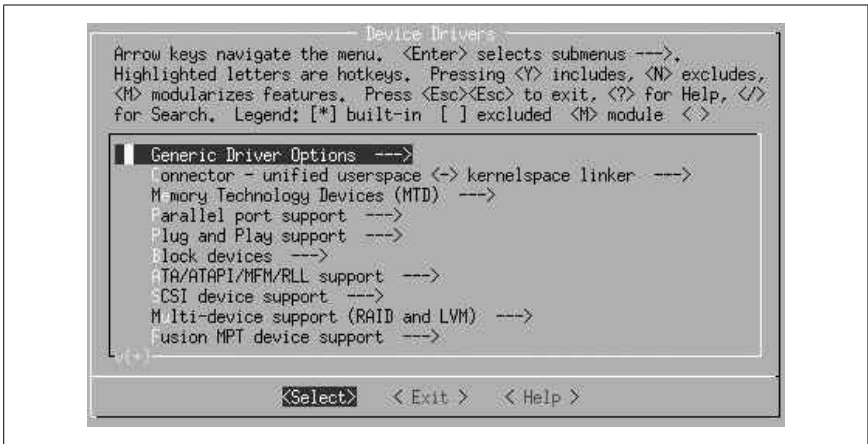 Device Drivers
Arrow keys navigate the menu. <Enter> selects submenus --->.
Highlighted letters are hotkeys. Pressing <Y> includes, <N> excludes,
<M> modularizes features. Press <Esc><Esc> to exit, <?> for Help, </>
for Search. Legend: [*] built-in [ ] excluded <M> module < >
Generic Driver Options --->
Connector - unified userspace <-> kernelspace linker --->
Memory Technology Devices (MTD) --->
Parallel port support --->
Plug and Play support --->
Block devices --->
ATA/ATAPI/MFM/RLL support --->
SCSI device support --->
Multi-device support (RAID and LVM) --->
Fusion MPT device support --->
v(+)
<Select> < Exit > < Help >